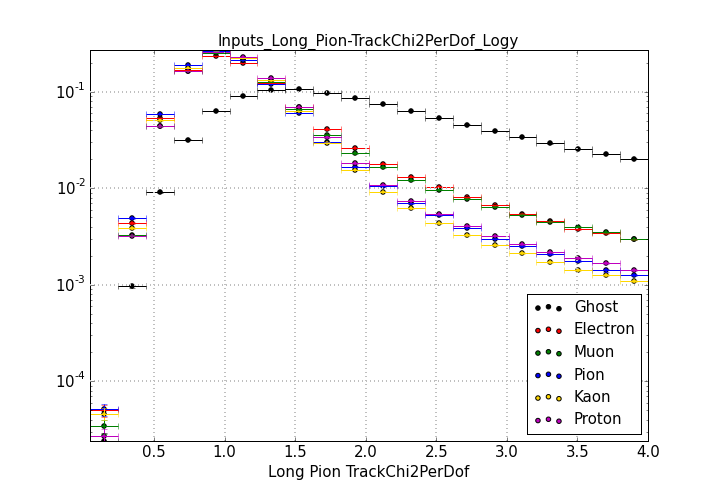 Inputs_Long_Pion-TrackChi2PerDof_Logy
10-1
10-2
10-3
10-4
Ghost
Electron
Muon
Pion
Kaon
Proton
0.5 1.0 1.5 2.0 2.5 3.0 3.5 4.0
Long Pion TrackChi2PerDof